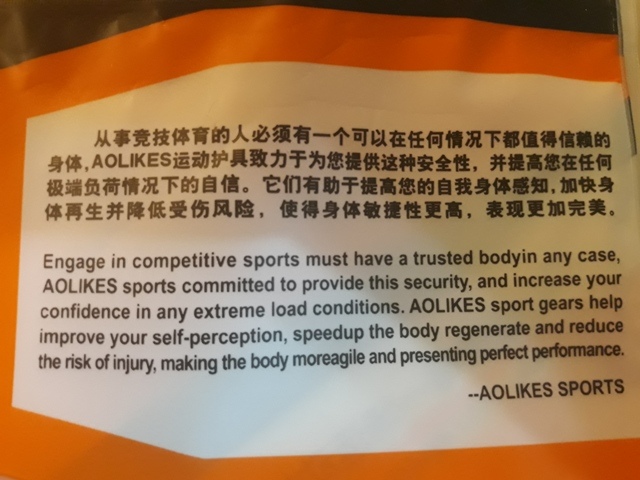 从事竞技体育的人必须有一个可以在任何情况下都值得信赖的
身体,AOLIKES运动护具致力于为您提供这种安全性，并提高您在任何
极端负荷情况下的自信。它们有助于提高您的自我身体感知,加快身
体再生并降低受伤风险，使得身体敏捷性更高，表现更加完美。
Engage in competitive sports must have a trusted bodyin any case,
AOLIKES sports committed to provide this security, and increase your
confidence in any extreme load conditions. AOLIKES sport gears help
improve your self-perception, speedup the body regenerate and reduce
the risk of injury, making the body moreagile and presenting perfect performance.
--AOLIKES SPORTS